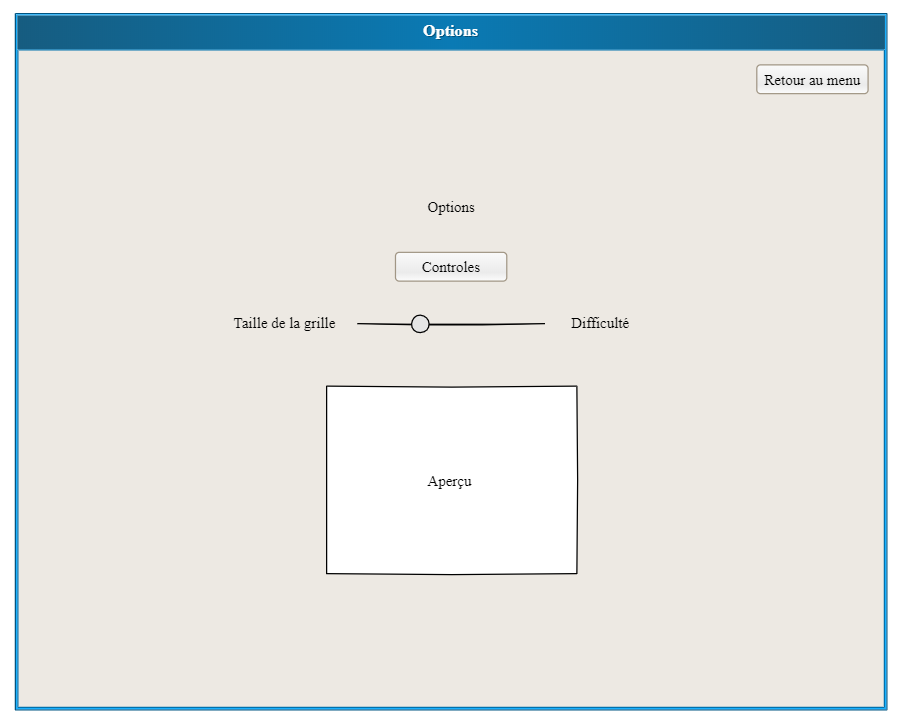 Options
Retour au menu
Options
Controles
Taille de la grille
Difficulté
Aperçu